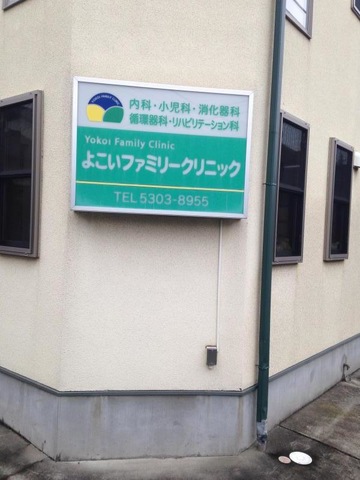 内科・小児科・消化器科
循環器科・リハビリテーション科
Yokoi Family Clinic
よこいファミリークリニック
TEL 5303-8955